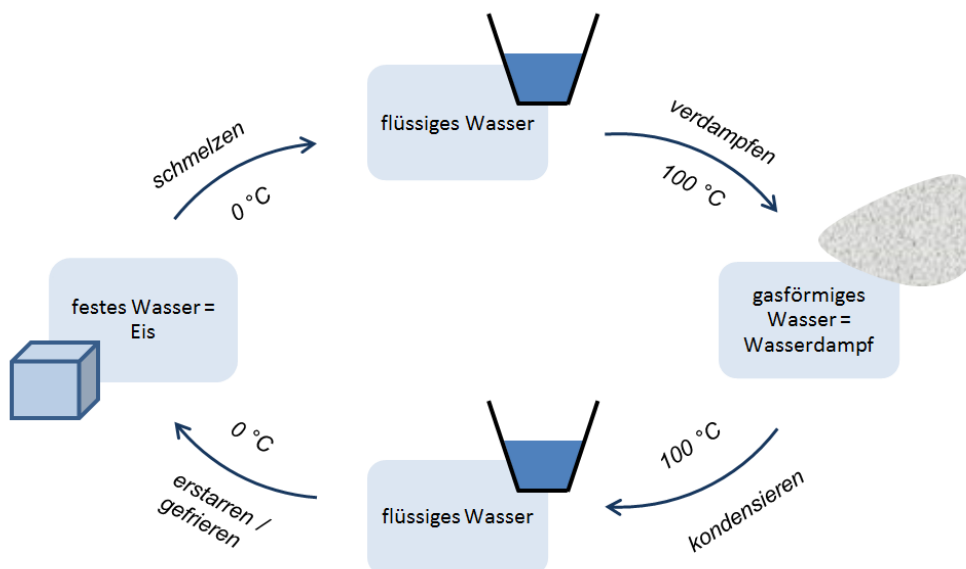 flüssiges Wasser
schmelzen
0 °C
verdampfen
100 °C
festes Wasser =
Eis
gasförmiges
Wasser =
Wasserdampf
0 °C
erstarren /
gefrieren
flüssiges Wasser
100 °C
kondensieren